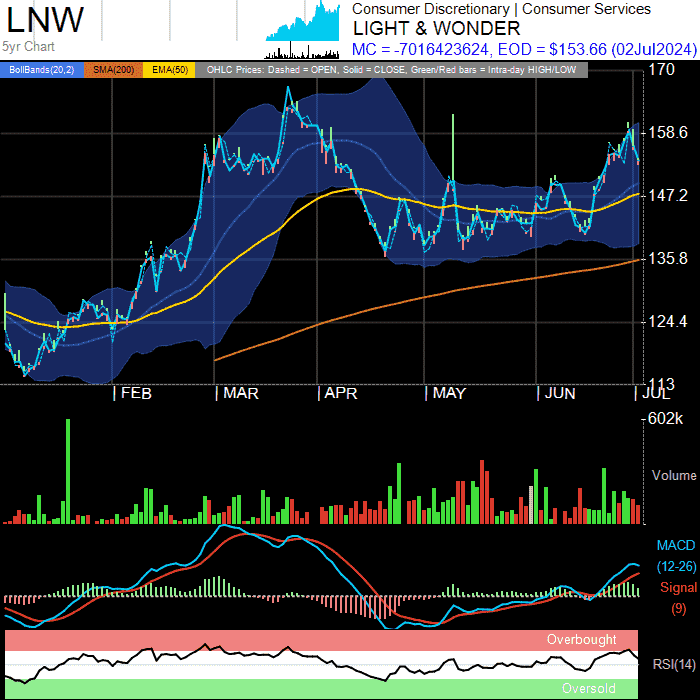 LNW
5yr Chart
Consumer Discretionary | Consumer Services
LIGHT & WONDER
MC = -7016423624, EOD = $153.66 (02Jul2024)
BollBands(20,2) SMA(200) EMA(50) OHLC Prices: Dashed = OPEN, Solid = CLOSE, Green/Red bars = Intra-day HIGH/LOW
170
158.6
147.2
135.8
124.4
113
FEB MAR APR MAY JUN JUL
602k
Volume
MACD
(12-26)
Signal
(9)
Overbought
RSI(14)
Oversold